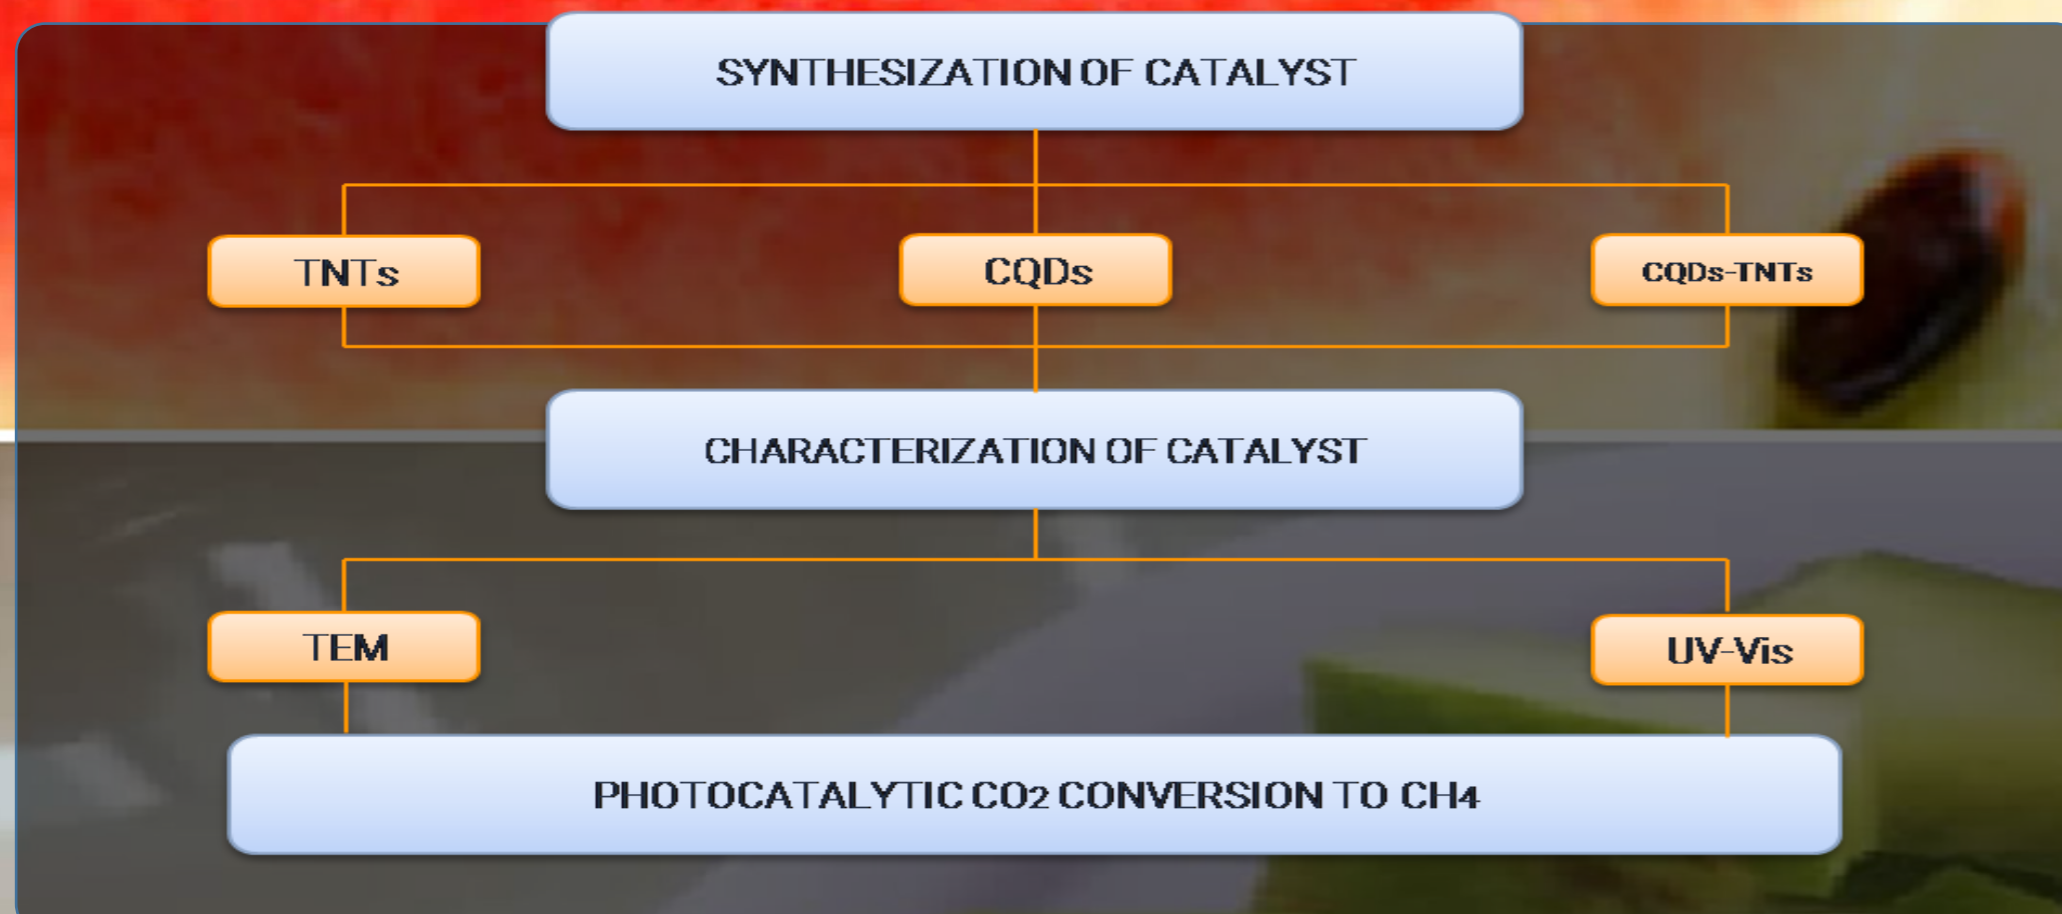 SYNTHESIZATION OF CATALYST
TNTs
CQDs
CQDs-TNTs
CHARACTERIZATION OF CATALYST
TEM
UV-Vis
PHOTOCATALYTIC CO2 CONVERSION TO CH4